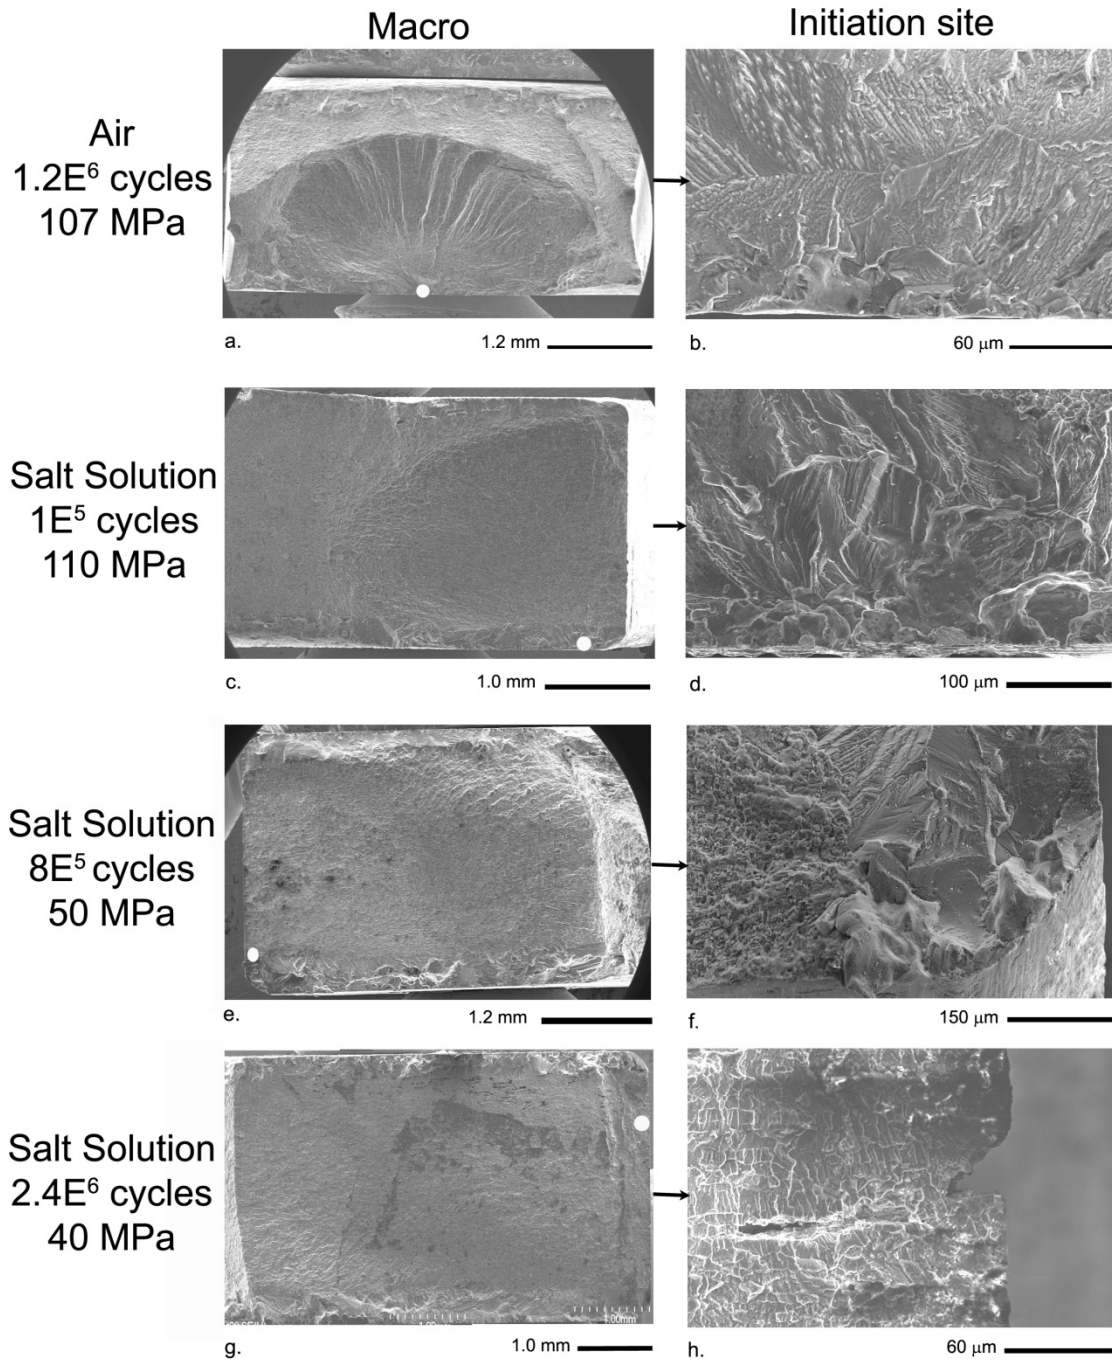 Macro
Initiation site
Air
1.2E⁶ cycles
107 MPa
a.
1.2 mm
b.
60 μm
Salt Solution
1E⁵ cycles
110 MPa
c.
1.0 mm
d.
100 μm
Salt Solution
8E⁵ cycles
50 MPa
e.
1.2 mm
f.
150 μm
Salt Solution
2.4E⁶ cycles
40 MPa
1.00mm
g.
1.0 mm
h.
60 μm